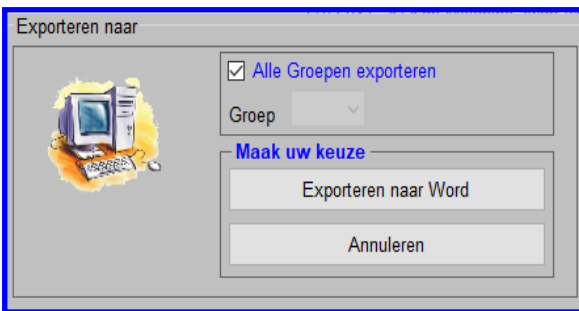 Exporteren naar
Alle Groepen exporteren
Groep
Maak uw keuze
Exporteren naar Word
Annuleren